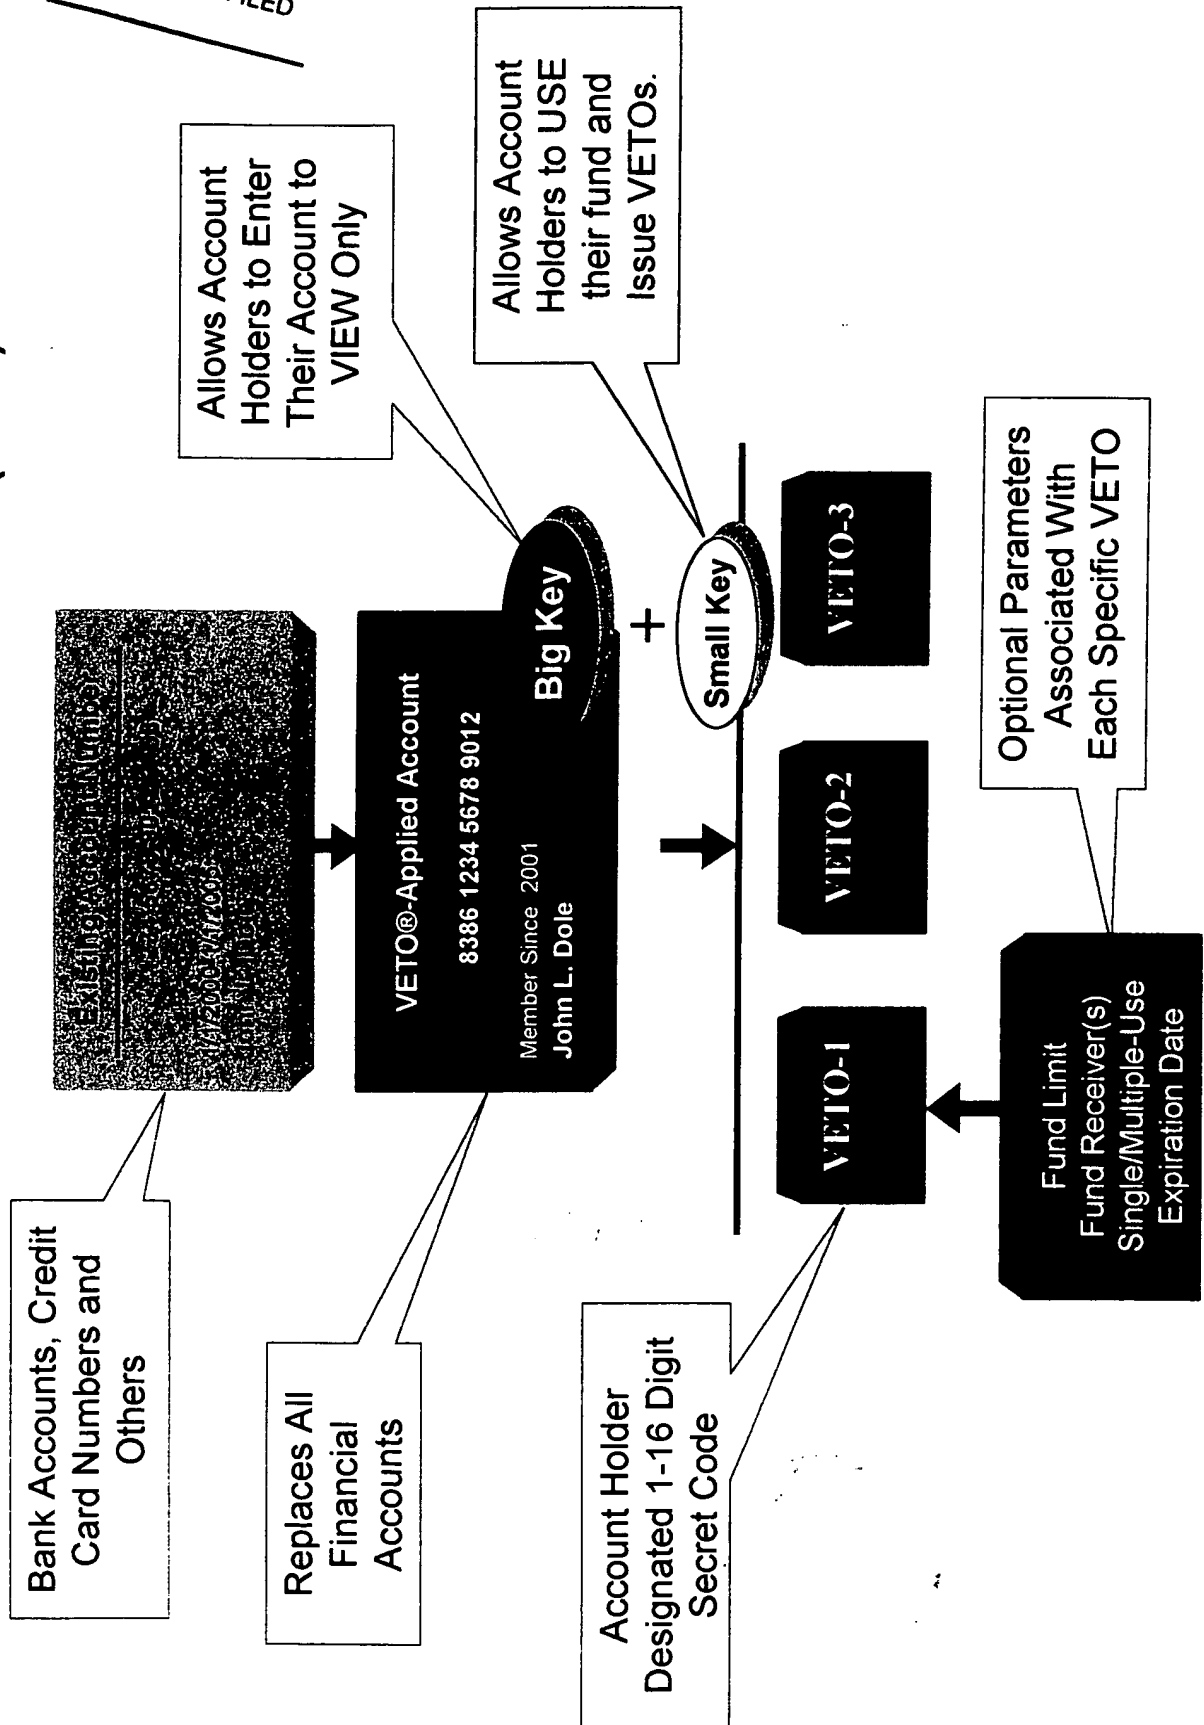 FILED
Bank Accounts, Credit
Card Numbers and
Others
Existing Account Number
Replaces All
Financial
Accounts
VETO®-Applied Account
8386 1234 5678 9012
Member Since 2001
John L. Dole
Big Key
Allows Account
Holders to Enter
Their Account to
VIEW Only
+
Small Key
Allows Account
Holders to USE
their fund and
Issue VETOs.
Account Holder
Designated 1-16 Digit
Secret Code
VETO-1
VETO-2
VETO-3
Fund Limit
Fund Receiver(s)
Single/Multiple-Use
Expiration Date
Optional Parameters
Associated With
Each Specific VETO